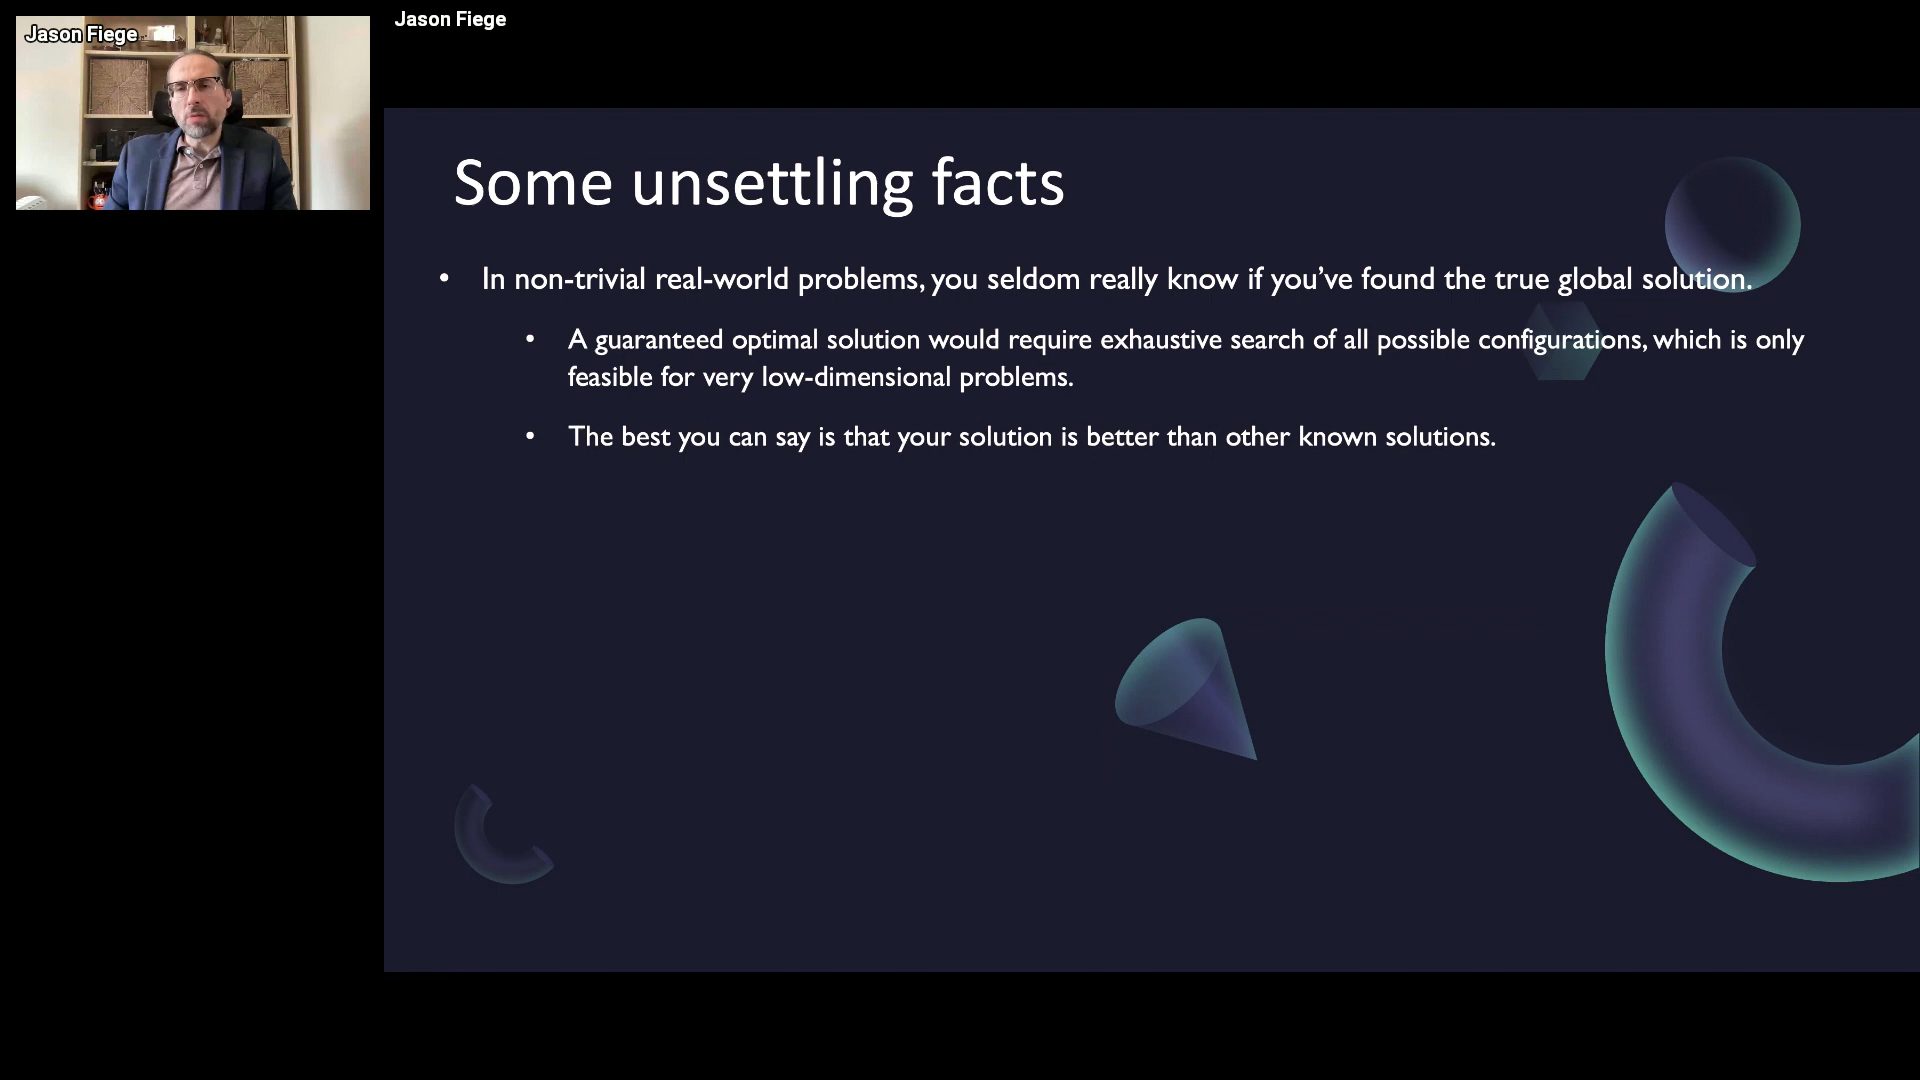 Jason Fiege
Jason Fiege
Some unsettling facts
• In non-trivial real-world problems, you seldom really know if you’ve found the true global solution.
• A guaranteed optimal solution would require exhaustive search of all possible configurations, which is only
feasible for very low-dimensional problems.
• The best you can say is that your solution is better than other known solutions.